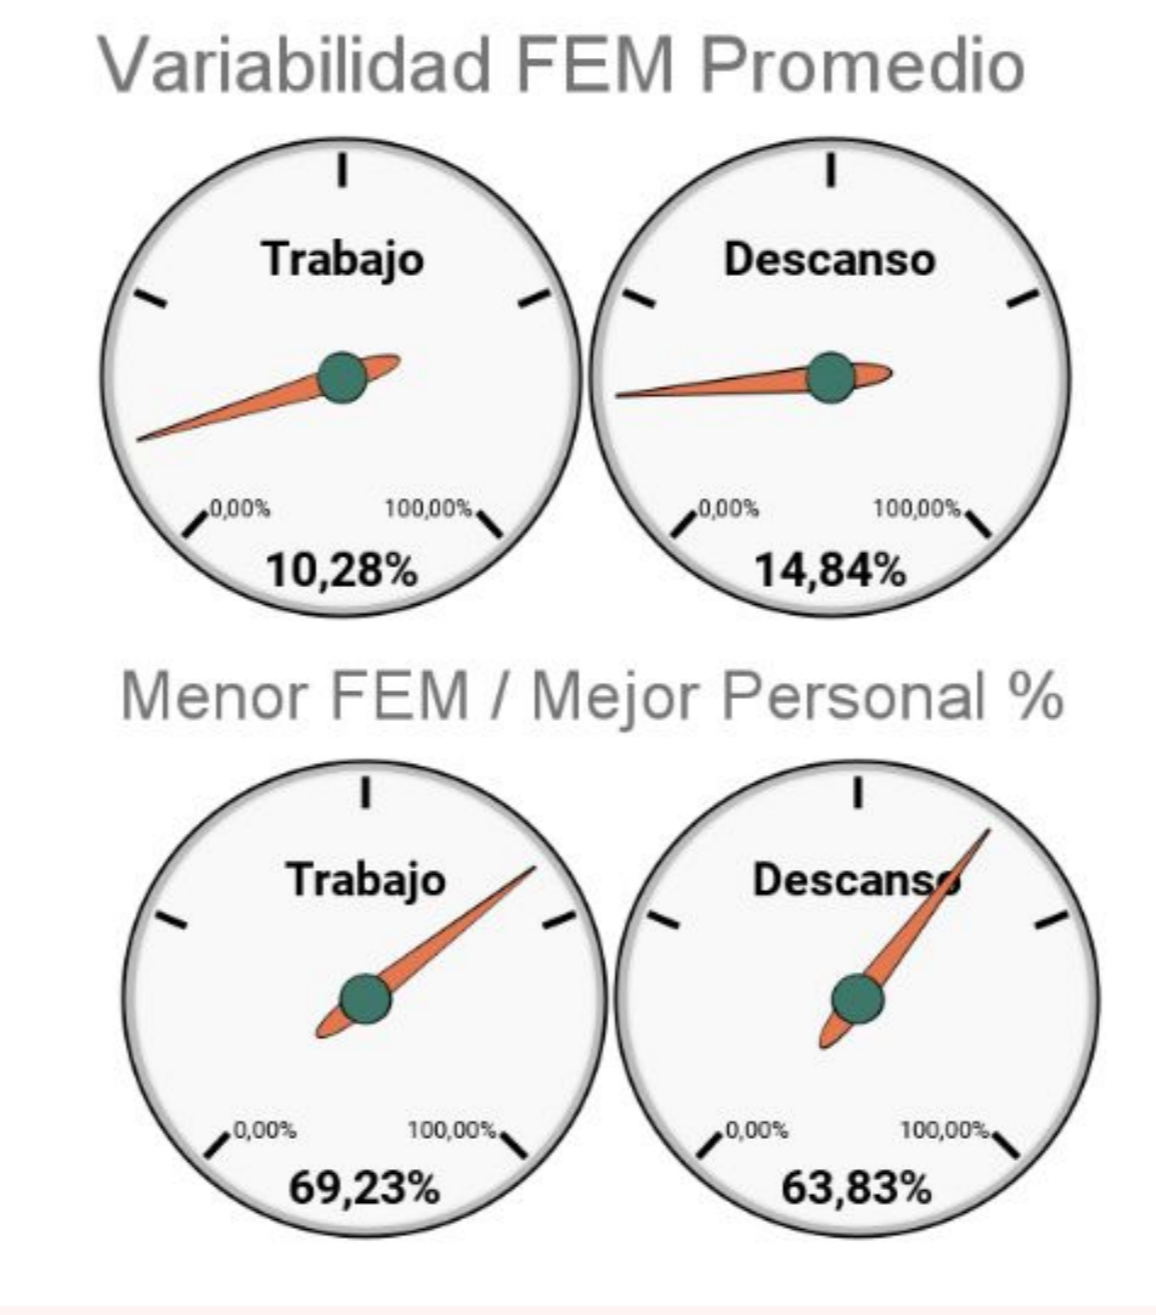 Variabilidad FEM Promedio
Trabajo
0,00% 100,00%
10,28%
Descanso
0,00% 100,00%
14,84%
Menor FEM / Mejor Personal %
Trabajo
0,00% 100,00%
69,23%
Descanso
0,00% 100,00%
63,83%